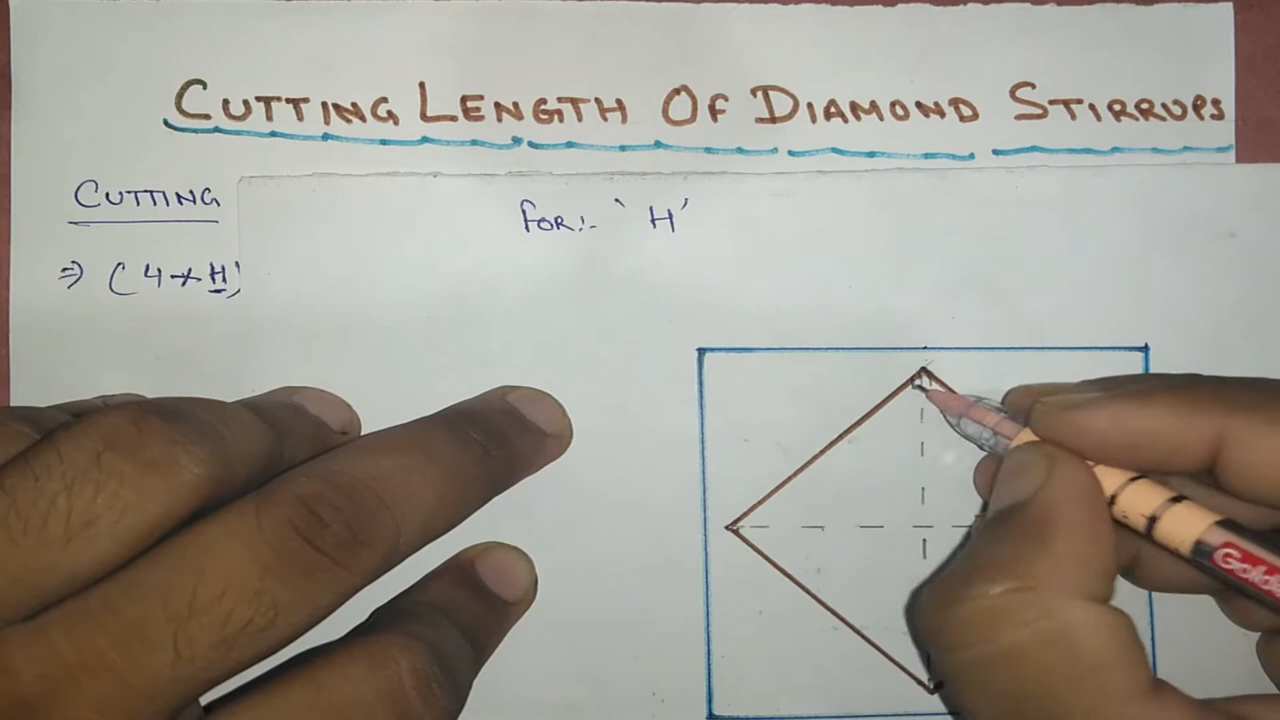 CUTTING LENGTH OF DIAMOND STIRRUPS
CUTTING
FOR:- 'H'
⇒ (4×H)